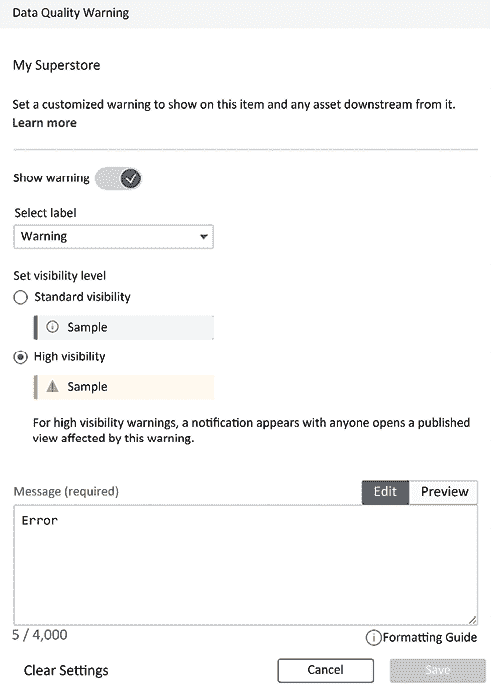 Data Quality Warning
My Superstore
Set a customized warning to show on this item and any asset downstream from it.
Learn more
Show warning
Select label
Warning
Set visibility level
Standard visibility
Sample
High visibility
Sample
For high visibility warnings, a notification appears with anyone opens a published
view affected by this warning.
Message (required)
Edit
Preview
Error
5 / 4,000
Formatting Guide
Clear Settings
Cancel
Save